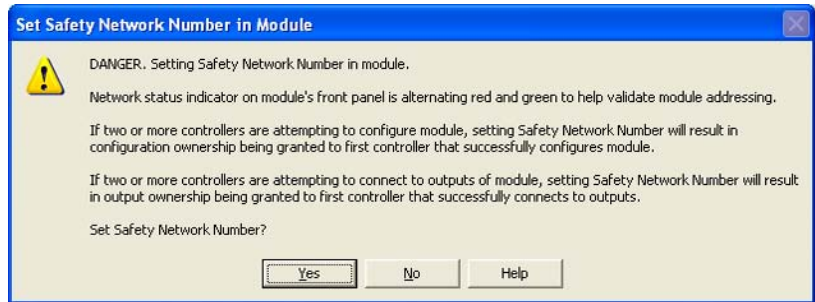 Set Safety Network Number in Module
DANGER. Setting Safety Network Number in module.
Network status indicator on module's front panel is alternating red and green to help validate module addressing.
If two or more controllers are attempting to configure module, setting Safety Network Number will result in
configuration ownership being granted to first controller that successfully configures module.
If two or more controllers are attempting to connect to outputs of module, setting Safety Network Number will result
in output ownership being granted to first controller that successfully connects to outputs.
Set Safety Network Number?
Yes
No
Help